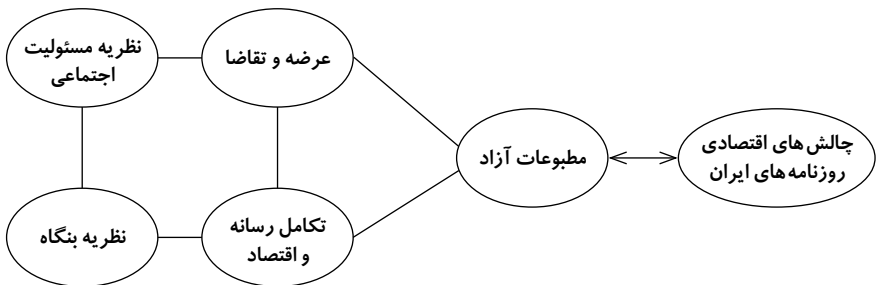 نظریه مسئولیت
اجتماعی
عرضه و تقاضا
مطبوعات آزاد
چالش‌های اقتصادی
روزنامه‌های ایران
نظریه بنگاه
تکامل رسانه
و اقتصاد